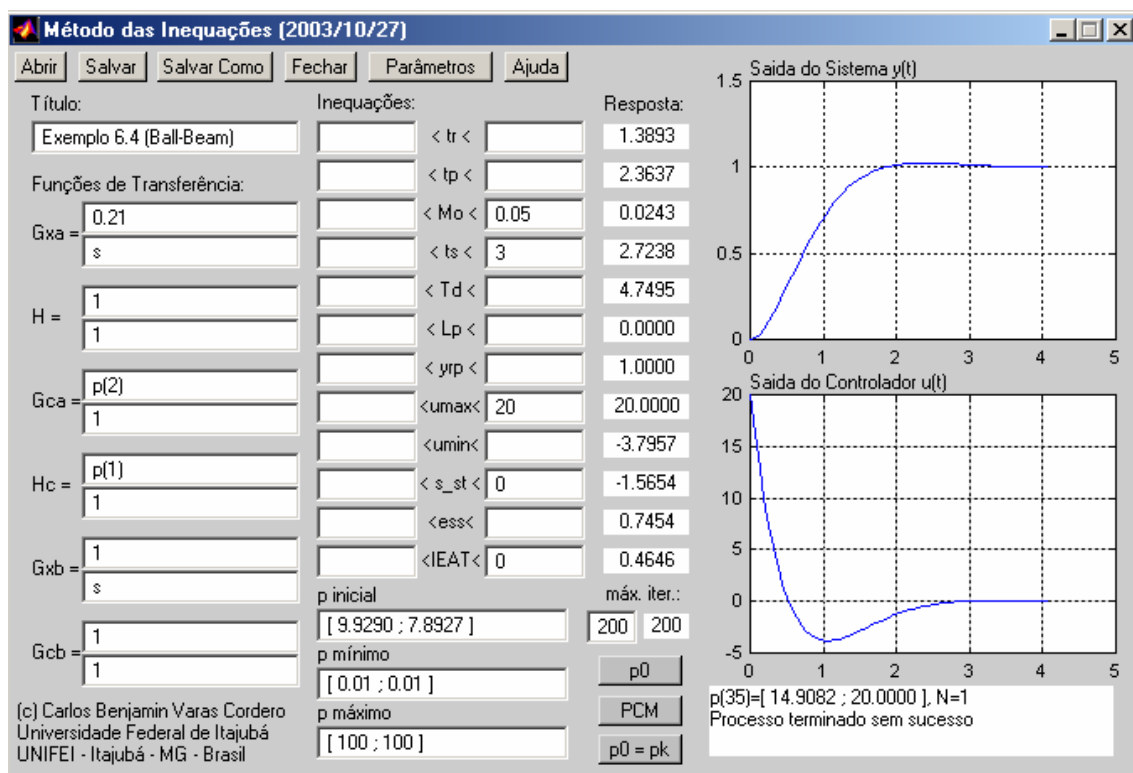 Método das Inequações (2003/10/27)
Abrir Salvar Salvar Como Fechar Parâmetros Ajuda
Título:
Exemplo 6.4 (Ball-Beam)
Funções de Transferência:
Gxa =
0.21
s
H =
1
1
Gca =
p(2)
1
Hc =
p(1)
1
Gxb =
1
s
Gcb =
1
1
(c) Carlos Benjamin Varas Cordero
Universidade Federal de Itajubá
UNIFEI - Itajubá - MG - Brasil
Inequações: Resposta:
< tr < 1.3893
< tp < 2.3637
< Mo < 0.05 0.0243
< ts < 3 2.7238
< Td < 4.7495
< Lp < 0.0000
< yrp < 1.0000
<umax< 20 20.0000
<umin< -3.7957
< s_st < 0 -1.5654
<ess< 0.7454
<IEAT< 0 0.4646
p inicial máx. iter.:
[ 9.9290 ; 7.8927 ] 200 200
p mínimo
[ 0.01 ; 0.01 ]
p máximo
[ 100 ; 100 ]
p0
PCM
p0 = pk
Saida do Sistema y(t)
1.5
1
0.5
0
0 1 2 3 4 5
Saida do Controlador u(t)
20
15
10
5
0
-5
0 1 2 3 4 5
p(35)=[ 14.9082 ; 20.0000 ], N=1
Processo terminado sem sucesso